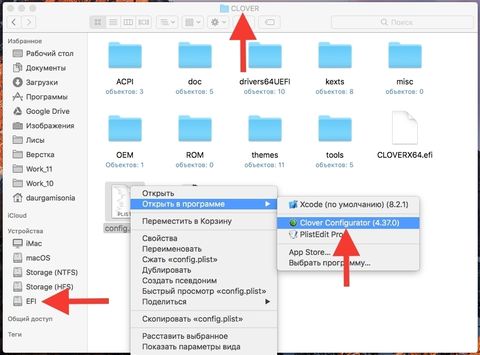 CLOVER
Поиск
Избранное
Рабочий стол
Документы
Загрузки
Программы
Google Drive
Изображения
Лисы
Верстка
Work_11
Work_10
daurgamisonia
iCloud
Устройства
iMac
macOS
Storage (NTFS)
Storage (HFS)
EFI
Общий доступ
Теги
ACPI
объектов: 3
doc
объектов: 5
drivers64UEFI
объектов: 10
kexts
объектов: 8
misc
объектов: 2
OEM
объектов: 1
ROM
объектов: 2
themes
объектов: 11
tools
объектов: 5
CLOVERX64.efi
PLIST
config.
Открыть
Открыть в программе
Переместить в Корзину
Свойства
Переименовать
Сжать «config.plist»
Дублировать
Создать псевдоним
Быстрый просмотр «config.plist»
Поделиться
Скопировать «config.plist»
Расставить выбранное
Показать параметры вида
Xcode (по умолчанию) (8.2.1)
Clover Configurator (4.37.0)
PlistEdit Pro
App Store...
Выбрать программу...